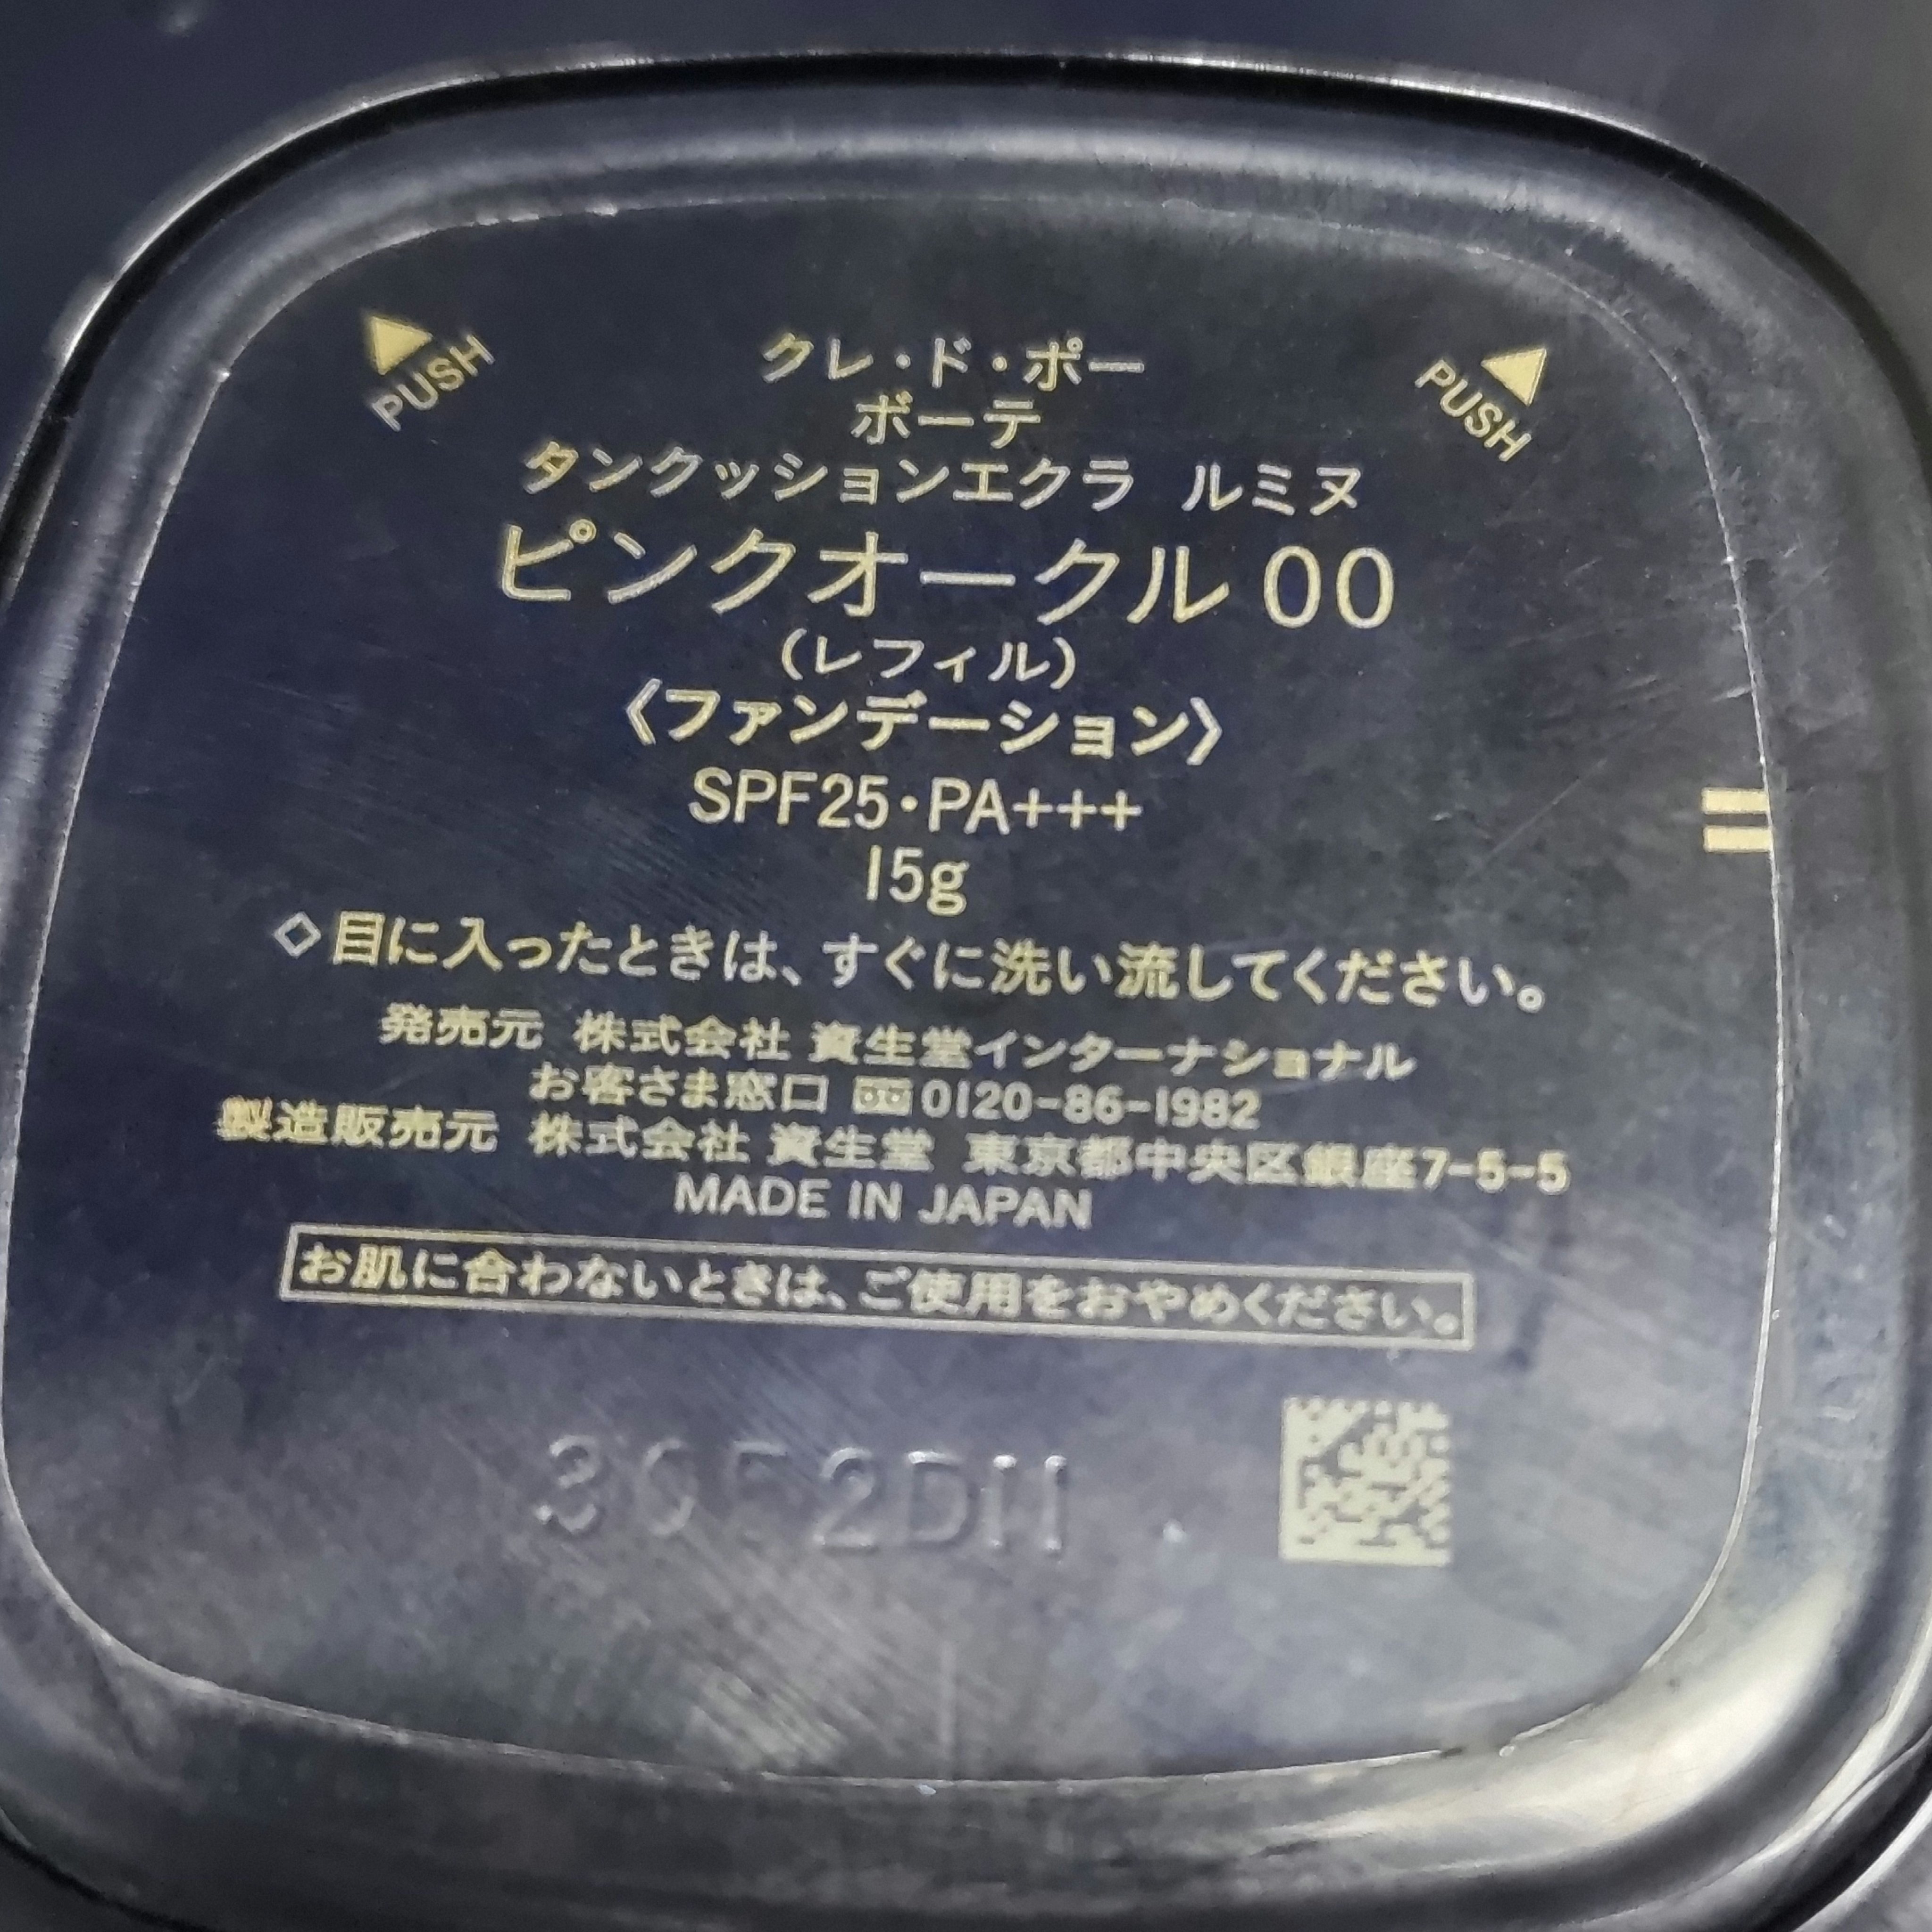 PUSH
PUSH
クレ・ド・ポー
ボーテ
タンクッションエクラ ルミヌ
ピンクオークル00
(レフィル)
〈ファンデーション〉
SPF25・PA+++
15g
◇目に入ったときは、すぐに洗い流してください。
発売元 株式会社 資生堂インターナショナル
お客さま窓口 0120-86-1982
製造販売元 株式会社 資生堂 東京都中央区銀座7-5-5
MADE IN JAPAN
お肌に合わないときは、ご使用をおやめください。